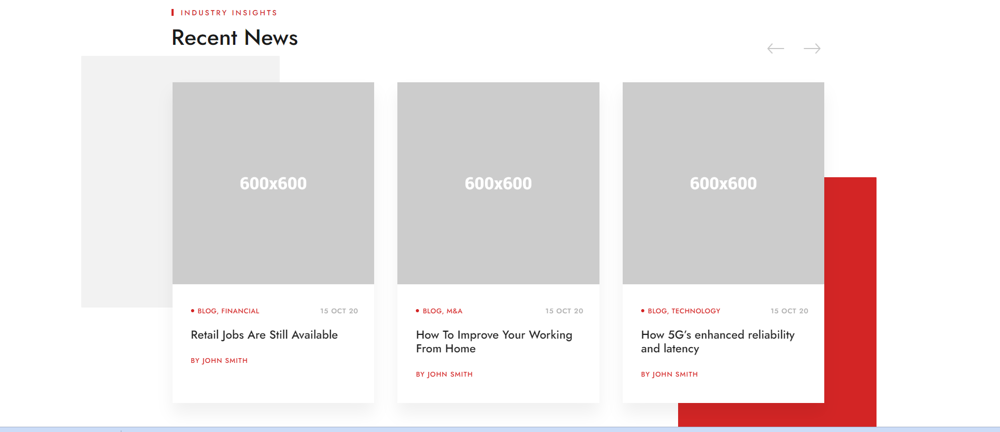 INDUSTRY INSIGHTS
Recent News
600x600
600x600
600x600
BLOG, FINANCIAL
15 OCT 20
Retail Jobs Are Still Available
BY JOHN SMITH
BLOG, M&A
15 OCT 20
How To Improve Your Working
From Home
BY JOHN SMITH
BLOG, TECHNOLOGY
15 OCT 20
How 5G’s enhanced reliability
and latency
BY JOHN SMITH